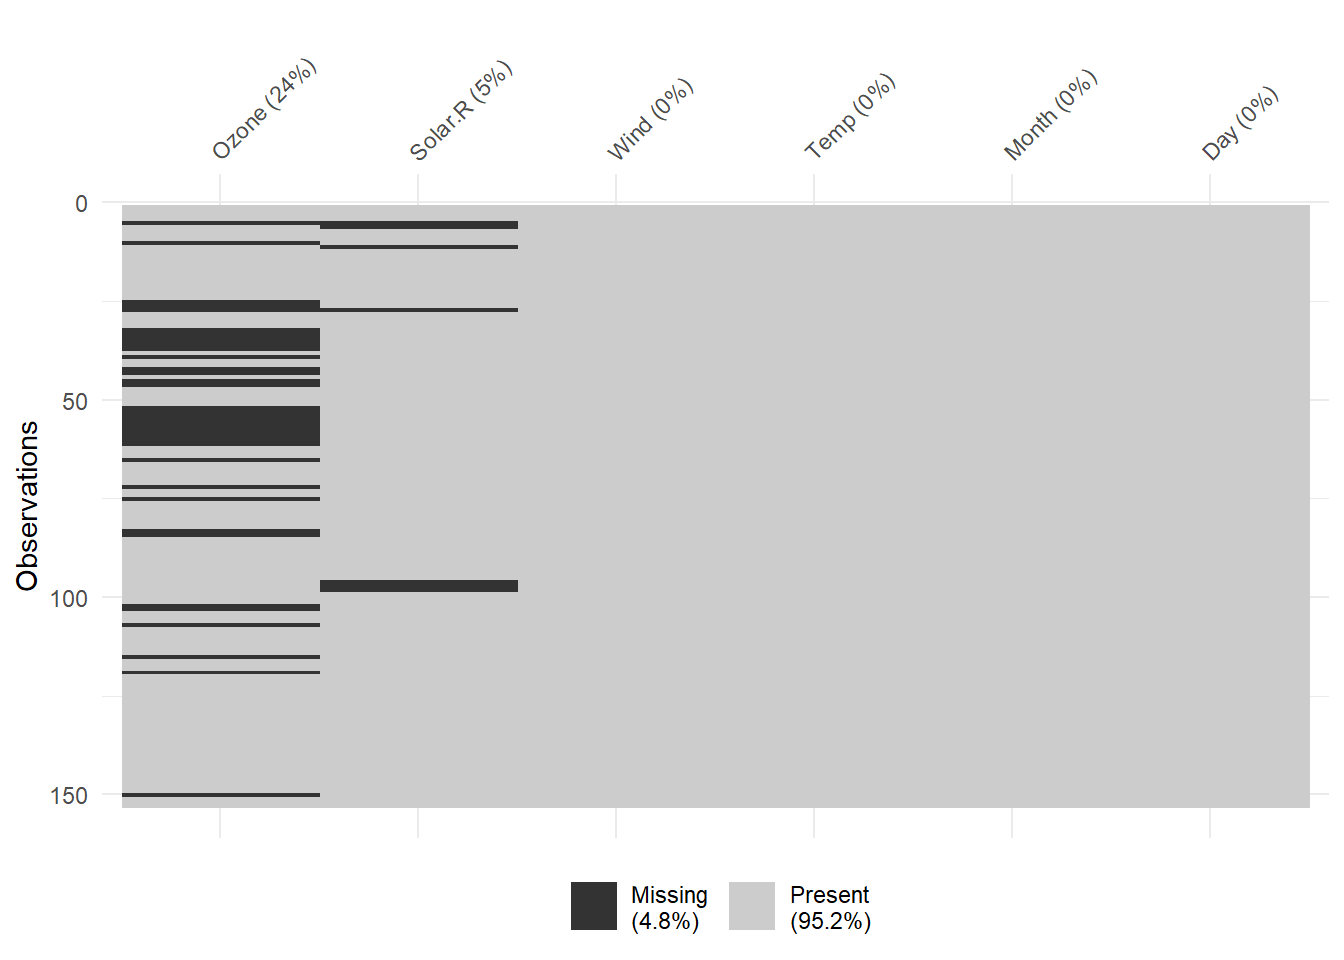 Ozone (24%)
Solar.R (5%)
Wind (0%)
Temp (0%)
Month (0%)
Day (0%)
0
50
100
150
Observations
Missing
(4.8%)
Present
(95.2%)